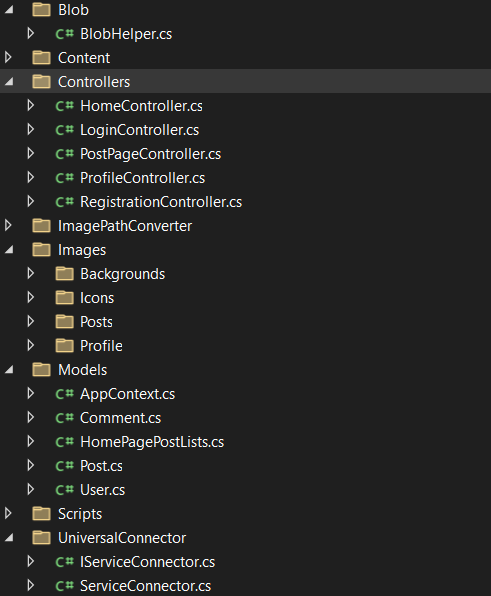 Blob
C# BlobHelper.cs
Content
Controllers
C# HomeController.cs
C# LoginController.cs
C# PostPageController.cs
C# ProfileController.cs
C# RegistrationController.cs
ImagePathConverter
Images
Backgrounds
Icons
Posts
Profile
Models
C# AppContext.cs
C# Comment.cs
C# HomePagePostLists.cs
C# Post.cs
C# User.cs
Scripts
UniversalConnector
C# IServiceConnector.cs
C# ServiceConnector.cs